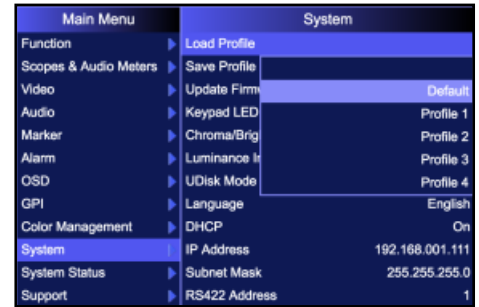 Main Menu
System
Function
Load Profile
Scopes & Audio Meters
Save Profile
Video
Update Firm
Default
Audio
Keypad LED
Profile 1
Marker
Chroma/Brig
Profile 2
Alarm
Luminance In
Profile 3
OSD
UDisk Mode
Profile 4
GPI
Language
English
Color Management
DHCP
On
System
IP Address
192.168.001.111
System Status
Subnet Mask
255.255.255.0
Support
RS422 Address
1